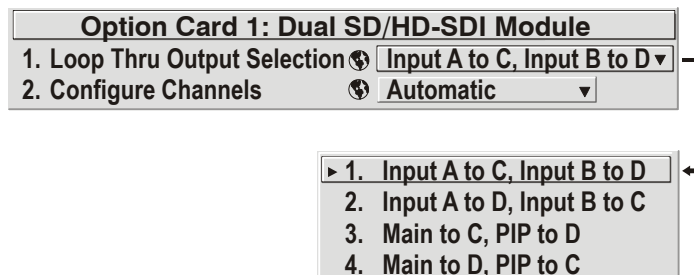 Option Card 1: Dual SD/HD-SDI Module
1. Loop Thru Output Selection Input A to C, Input B to D
2. Configure Channels Automatic
1. Input A to C, Input B to D
2. Input A to D, Input B to C
3. Main to C, PIP to D
4. Main to D, PIP to C